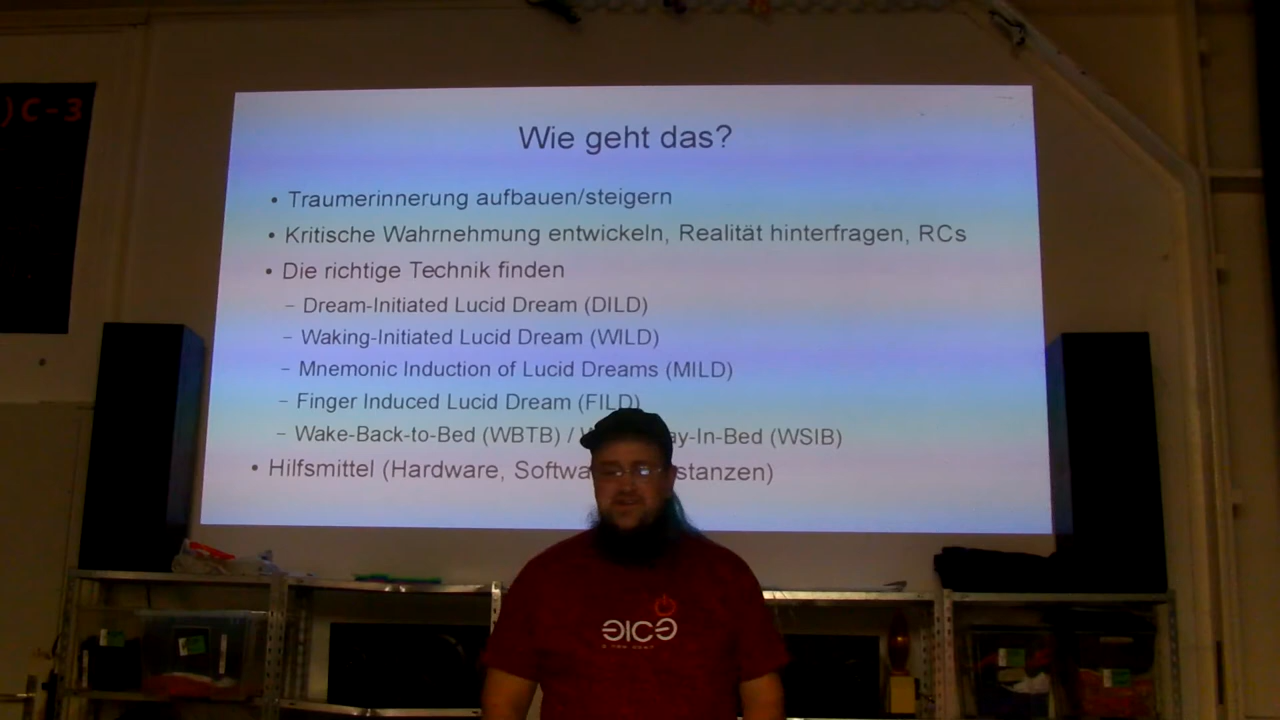 )C-3
Wie geht das?
• Traumerinnerung aufbauen/steigern
• Kritische Wahrnehmung entwickeln, Realität hinterfragen, RCs
• Die richtige Technik finden
– Dream-Initiated Lucid Dream (DILD)
– Waking-Initiated Lucid Dream (WILD)
– Mnemonic Induction of Lucid Dreams (MILD)
– Finger Induced Lucid Dream (FILD)
– Wake-Back-to-Bed (WBTB) / ay-In-Bed (WSIB)
• Hilfsmittel (Hardware, Softwa stanzen)